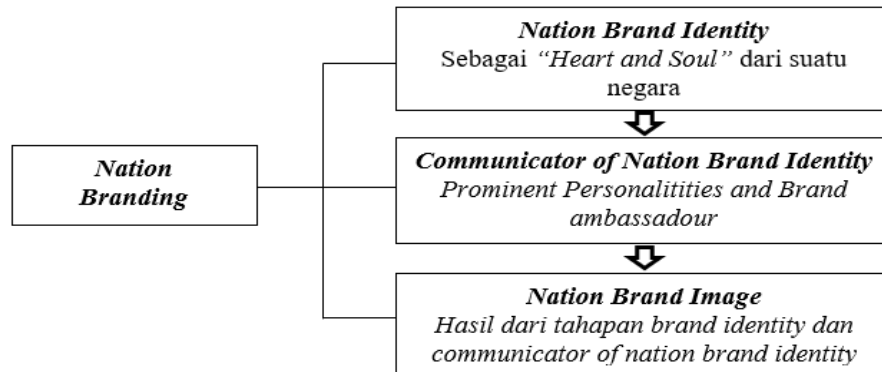 Nation Brand Identity
Sebagai “Heart and Soul” dari suatu
negara
Nation
Branding
Communicator of Nation Brand Identity
Prominent Personalitities and Brand
ambassadour
Nation Brand Image
Hasil dari tahapan brand identity dan
communicator of nation brand identity